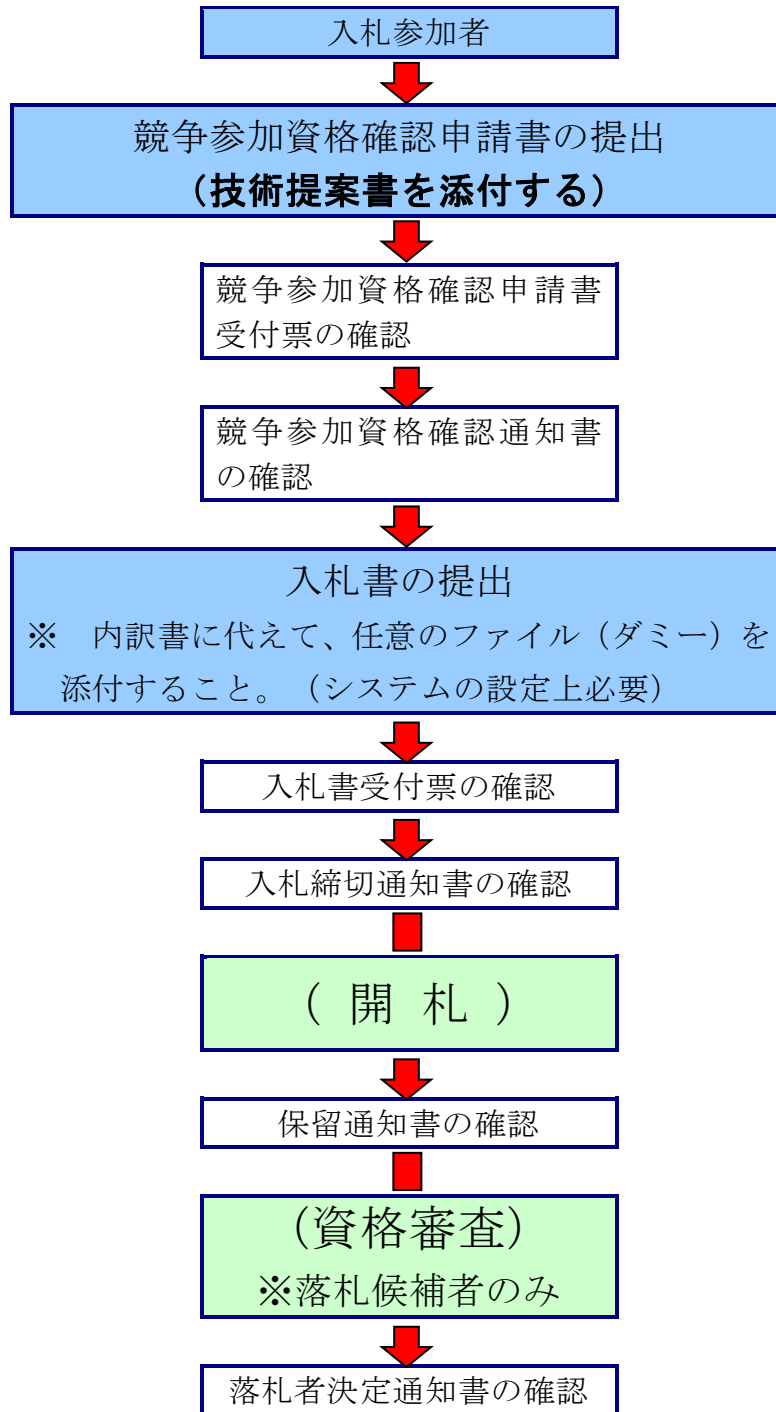 入札参加者
競争参加資格確認申請書の提出
（技術提案書を添付する）
競争参加資格確認申請書
受付票の確認
競争参加資格確認通知書
の確認
入札書の提出
※　内訳書に代えて、任意のファイル（ダミー）を
添付すること。（システムの設定上必要）
入札書受付票の確認
入札締切通知書の確認
（ 開 札 ）
保留通知書の確認
（資格審査）
※落札候補者のみ
落札者決定通知書の確認